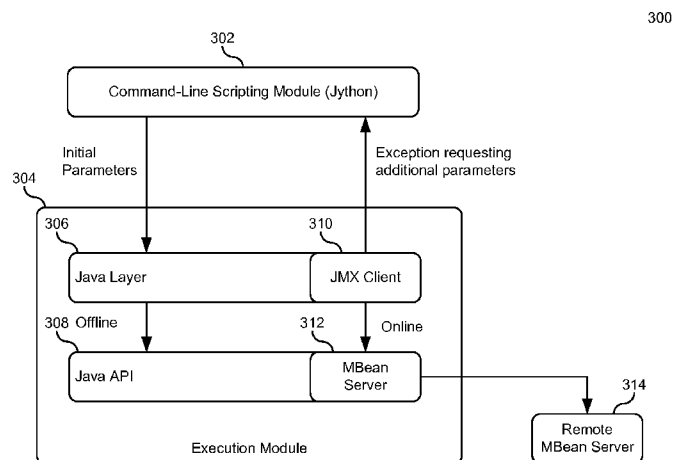 300
302
Command-Line Scripting Module (Jython)
Initial
Parameters
Exception requesting
additional parameters
304
306
310
Java Layer
JMX Client
Offline
Online
308
312
Java API
MBean
Server
314
Remote
MBean Server
Execution Module